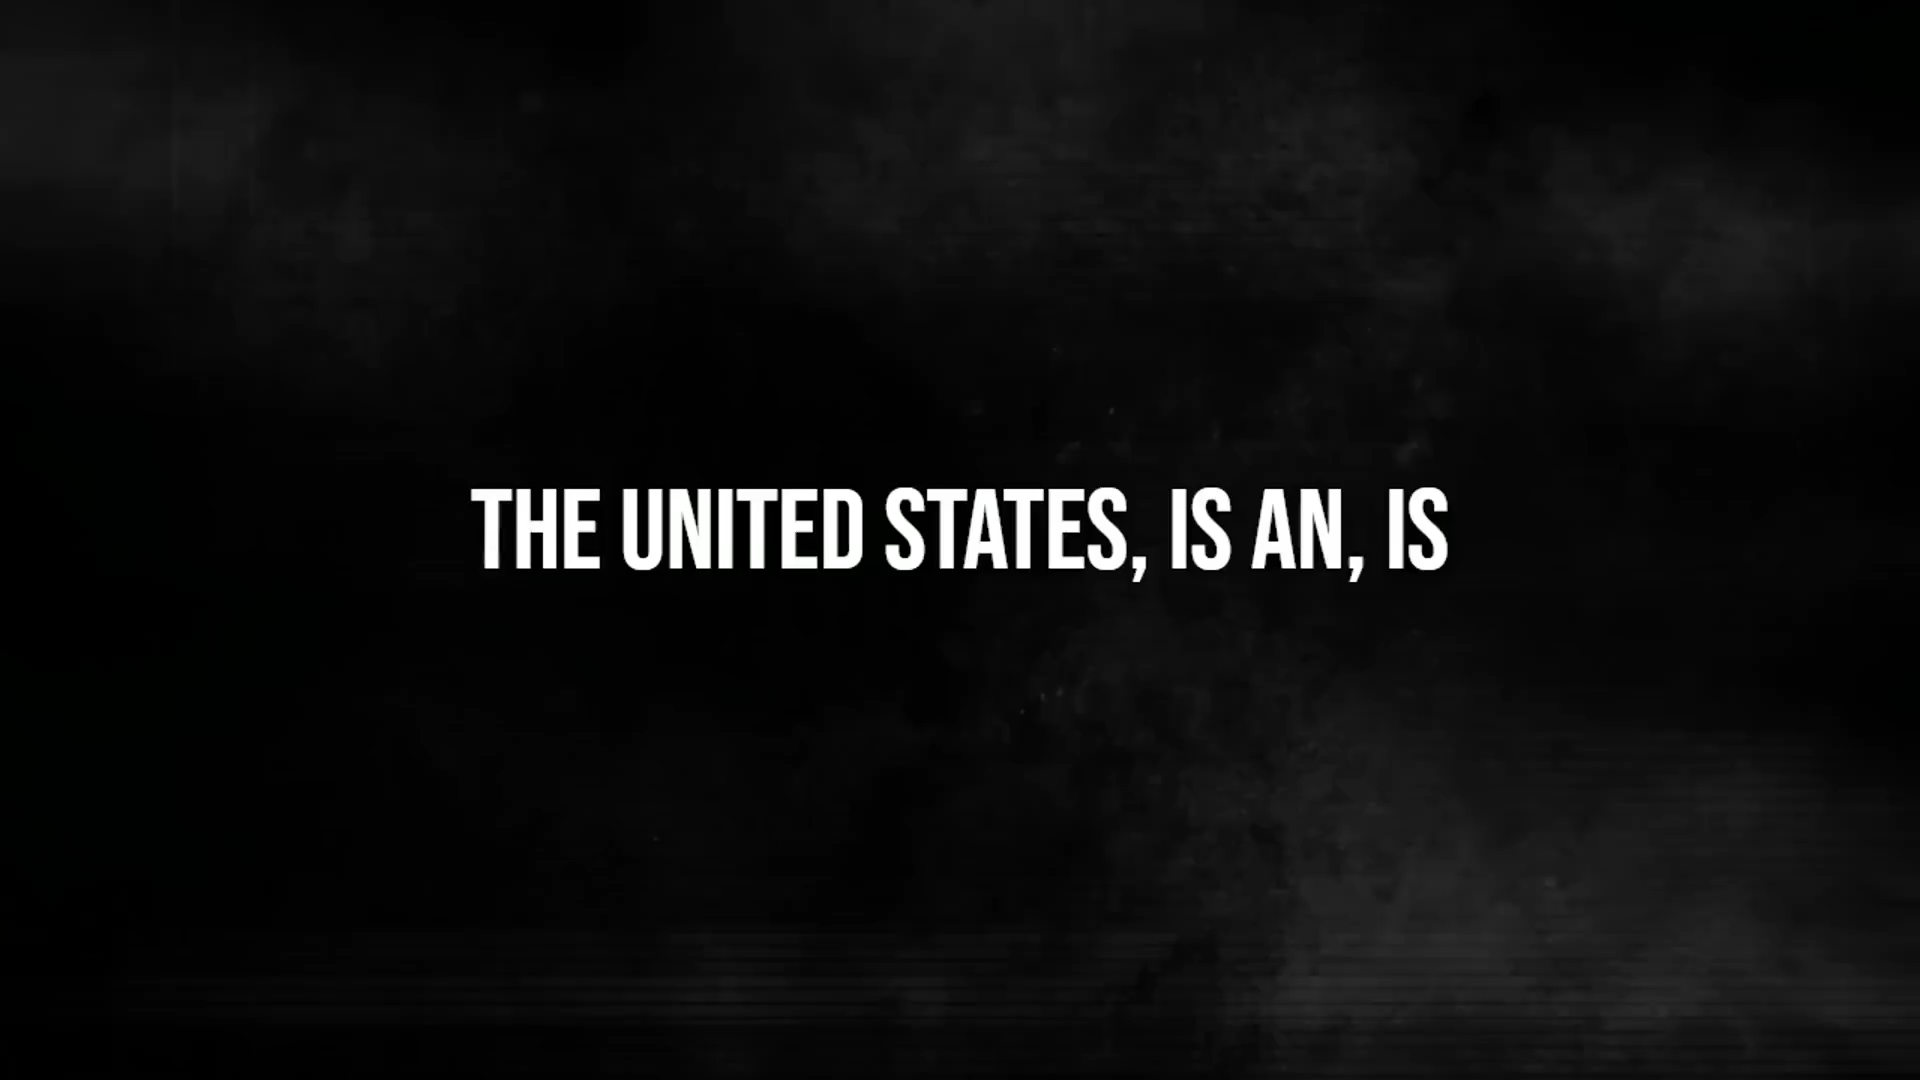 THE UNITED STATES, IS AN, IS